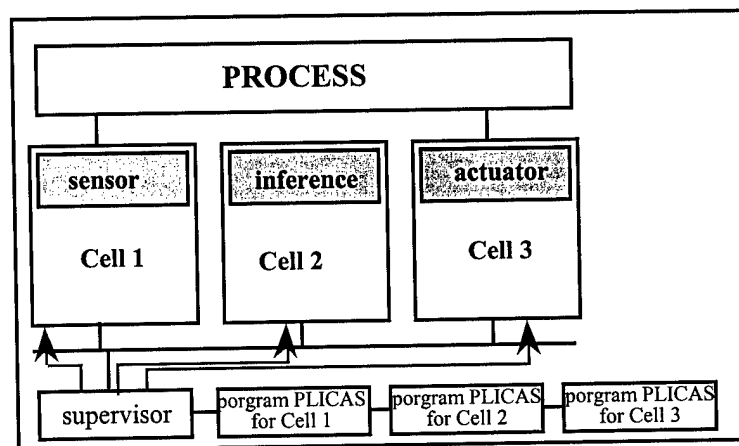 PROCESS
sensor
inference
actuator
Cell 1
Cell 2
Cell 3
supervisor
porgram PLICAS
for Cell 1
porgram PLICAS
for Cell 2
porgram PLICAS
for Cell 3